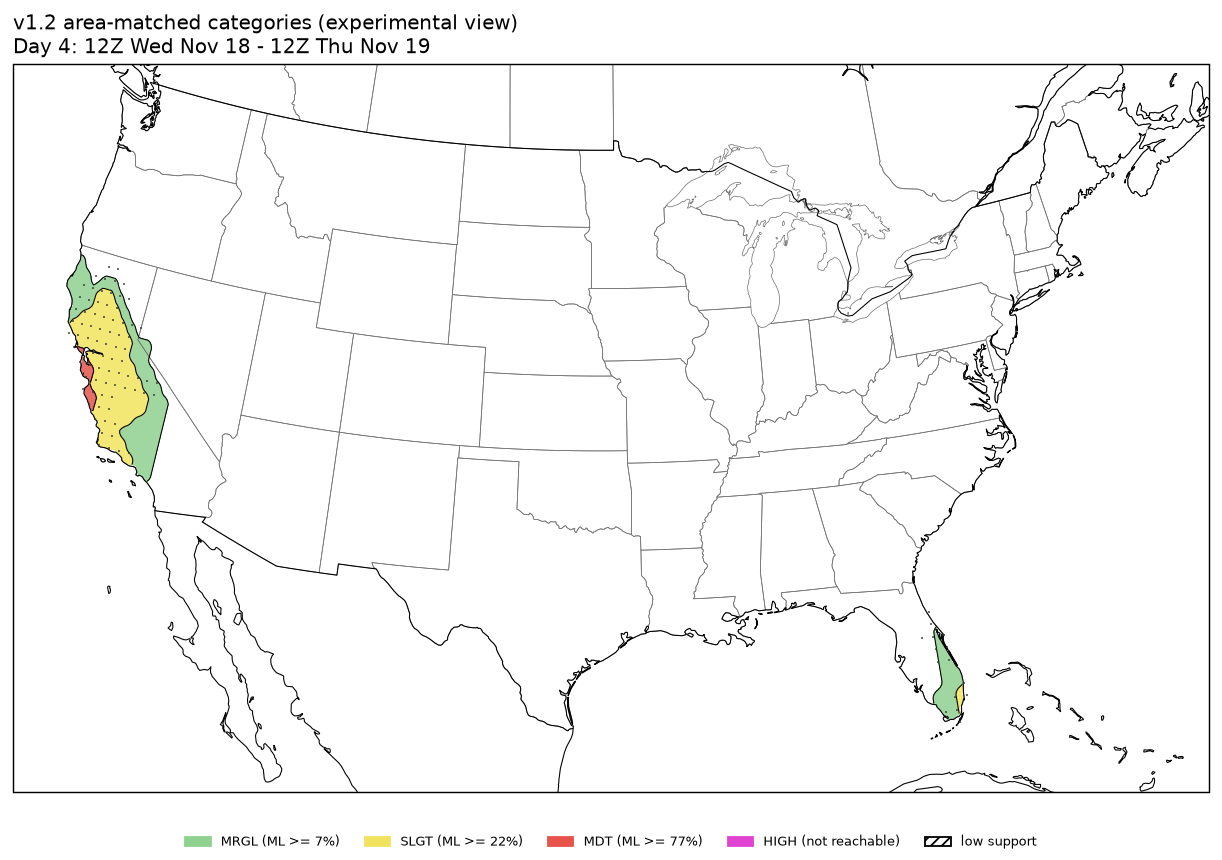 v1.2 area-matched categories (experimental view)
Day 4: 12Z Wed Nov 18 - 12Z Thu Nov 19
MRGL (ML >= 7%) SLGT (ML >= 22%) MDT (ML >= 77%) HIGH (not reachable) low support